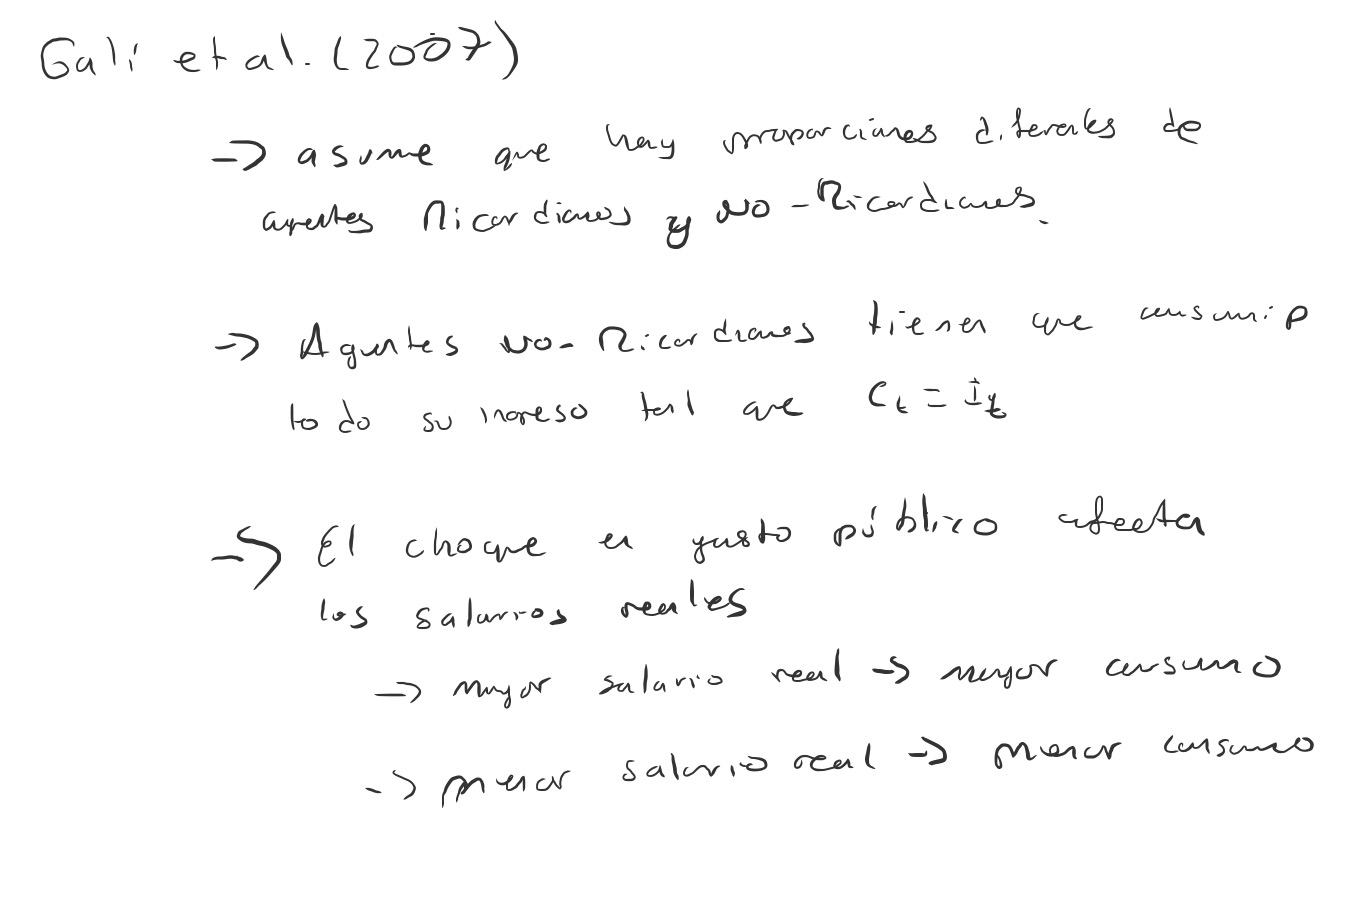 Galí et al. (2007)
→ asume que hay proporciones diferentes de
agentes Ricardianos y No-Ricardianos.
→ Agentes No-Ricardianos tienen que consumir
todo su ingreso tal que Ct = It
→ El choque en gasto público afecta
los salarios reales
→ mayor salario real → mayor consumo
→ menor salario real → menor consumo